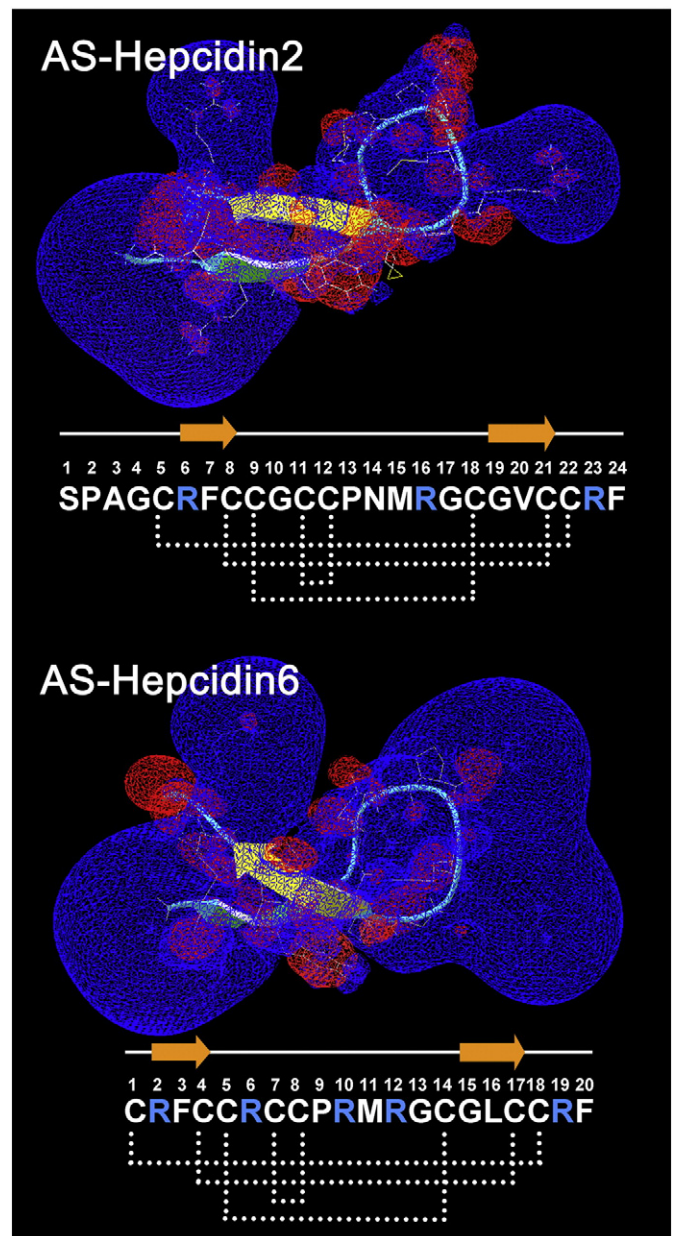 AS-Hepcidin2
1 2 3 4 5 6 7 8 9 10 11 12 13 14 15 16 17 18 19 20 21 22 23 24
SPAGCRFCCGCCPNMRGCGVCCRF
AS-Hepcidin6
1 2 3 4 5 6 7 8 9 10 11 12 13 14 15 16 17 18 19 20
CRFCCRCCPRMRGCGLCCRF